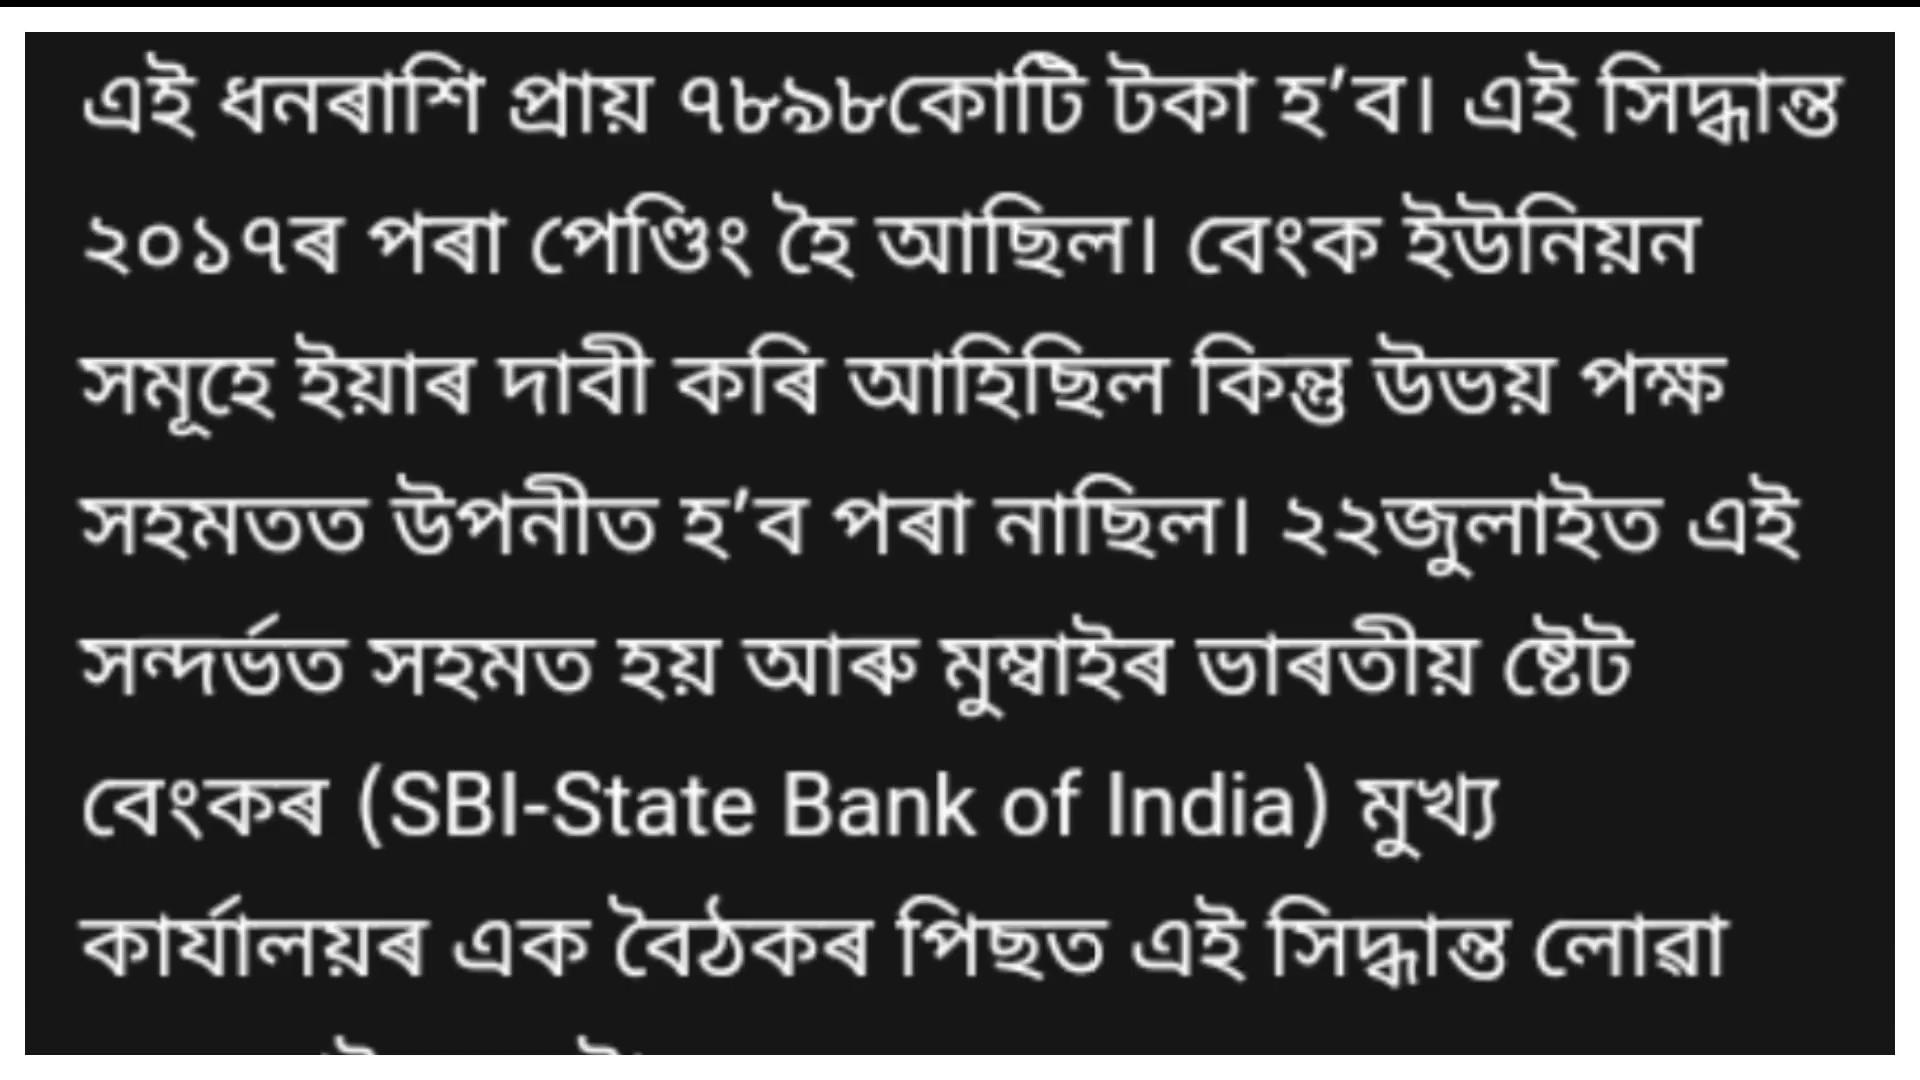 এই ধনৰাশি প্ৰায় ৭৮৯৮কোটি টকা হ’ব। এই সিদ্ধান্ত
২০১৭ৰ পৰা পেণ্ডিং হৈ আছিল। বেংক ইউনিয়ন
সমূহে ইয়াৰ দাবী কৰি আহিছিল কিন্তু উভয় পক্ষ
সহমতত উপনীত হ’ব পৰা নাছিল। ২২জুলাইত এই
সন্দৰ্ভত সহমত হয় আৰু মুম্বাইৰ ভাৰতীয় ষ্টেট
বেংকৰ (SBI-State Bank of India) মুখ্য
কাৰ্যালয়ৰ এক বৈঠকৰ পিছত এই সিদ্ধান্ত লোৱা